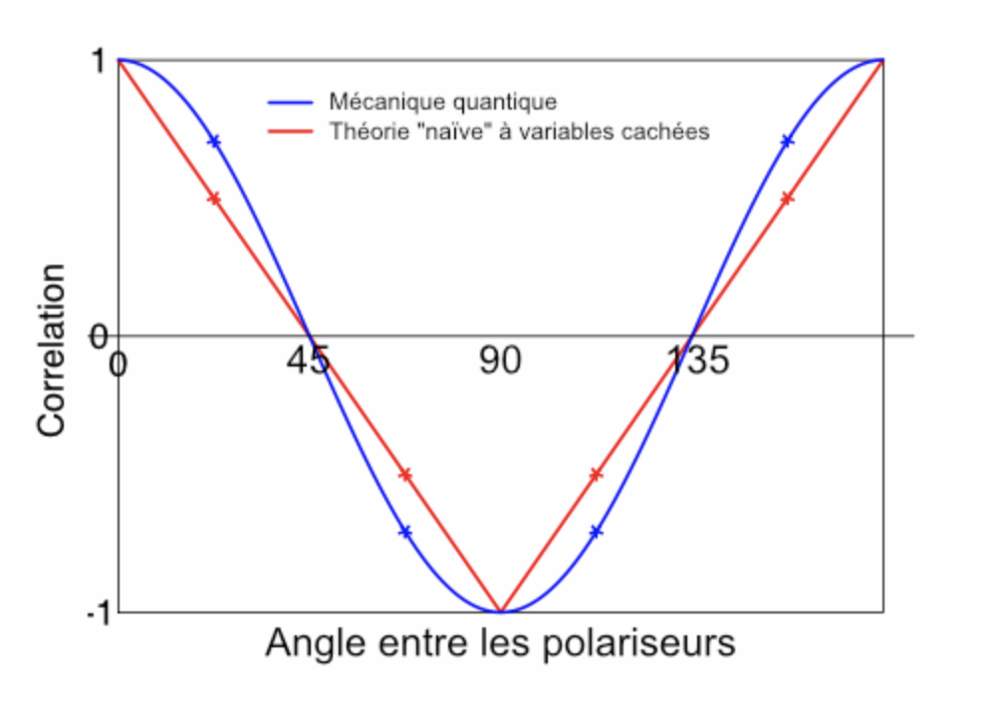 1
Mécanique quantique
Théorie "naïve" à variables cachées
Correlation
0
0 45 90 135
-1
Angle entre les polariseurs